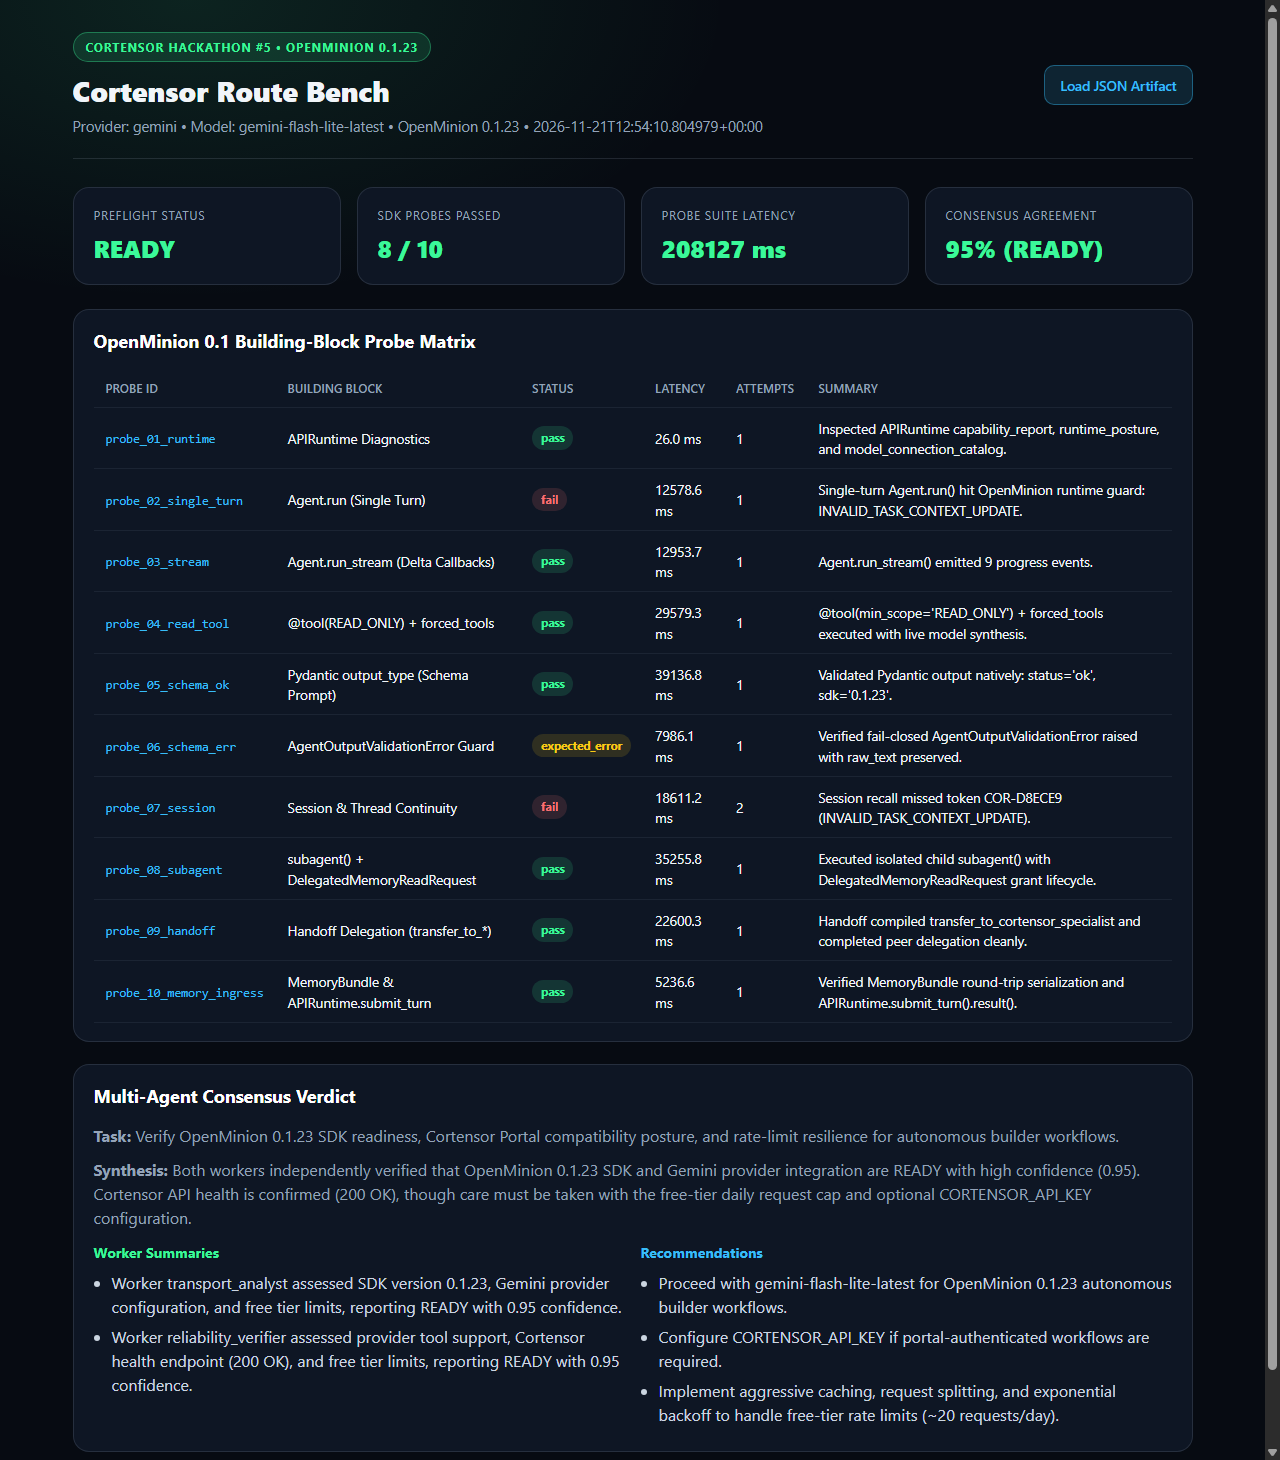 CORTENSOR HACKATHON #5 • OPENMINION 0.1.23
Cortensor Route Bench
Load JSON Artifact
Provider: gemini • Model: gemini-flash-lite-latest • OpenMinion 0.1.23 • 2026-11-21T12:54:10.804979+00:00
PREFLIGHT STATUS
READY
SDK PROBES PASSED
8 / 10
PROBE SUITE LATENCY
208127 ms
CONSENSUS AGREEMENT
95% (READY)
OpenMinion 0.1 Building-Block Probe Matrix
PROBE ID BUILDING BLOCK STATUS LATENCY ATTEMPTS SUMMARY
probe_01_runtime APIRuntime Diagnostics pass 26.0 ms 1 Inspected APIRuntime capability_report, runtime_posture,
and model_connection_catalog.
probe_02_single_turn Agent.run (Single Turn) fail 12578.6
ms 1 Single-turn Agent.run() hit OpenMinion runtime guard:
INVALID_TASK_CONTEXT_UPDATE.
probe_03_stream Agent.run_stream (Delta Callbacks) pass 12953.7
ms 1 Agent.run_stream() emitted 9 progress events.
probe_04_read_tool @tool(READ_ONLY) + forced_tools pass 29579.3
ms 1 @tool(min_scope='READ_ONLY') + forced_tools
executed with live model synthesis.
probe_05_schema_ok Pydantic output_type (Schema
Prompt) pass 39136.8
ms 1 Validated Pydantic output natively: status='ok',
sdk='0.1.23'.
probe_06_schema_err AgentOutputValidationError Guard expected_error 7986.1
ms 1 Verified fail-closed AgentOutputValidationError raised
with raw_text preserved.
probe_07_session Session & Thread Continuity fail 18611.2
ms 2 Session recall missed token COR-D8ECE9
(INVALID_TASK_CONTEXT_UPDATE).
probe_08_subagent subagent() +
DelegatedMemoryReadRequest pass 35255.8
ms 1 Executed isolated child subagent() with
DelegatedMemoryReadRequest grant lifecycle.
probe_09_handoff Handoff Delegation (transfer_to_*) pass 22600.3
ms 1 Handoff compiled transfer_to_cortensor_specialist and
completed peer delegation cleanly.
probe_10_memory_ingress MemoryBundle &
APIRuntime.submit_turn pass 5236.6
ms 1 Verified MemoryBundle round-trip serialization and
APIRuntime.submit_turn().result().
Multi-Agent Consensus Verdict
Task: Verify OpenMinion 0.1.23 SDK readiness, Cortensor Portal compatibility posture, and rate-limit resilience for autonomous builder workflows.
Synthesis: Both workers independently verified that OpenMinion 0.1.23 SDK and Gemini provider integration are READY with high confidence (0.95).
Cortensor API health is confirmed (200 OK), though care must be taken with the free-tier daily request cap and optional CORTENSOR_API_KEY
configuration.
Worker Summaries
• Worker transport_analyst assessed SDK version 0.1.23, Gemini provider
configuration, and free tier limits, reporting READY with 0.95 confidence.
• Worker reliability_verifier assessed provider tool support, Cortensor
health endpoint (200 OK), and free tier limits, reporting READY with 0.95
confidence.
Recommendations
• Proceed with gemini-flash-lite-latest for OpenMinion 0.1.23 autonomous
builder workflows.
• Configure CORTENSOR_API_KEY if portal-authenticated workflows are
required.
• Implement aggressive caching, request splitting, and exponential
backoff to handle free-tier rate limits (~20 requests/day).